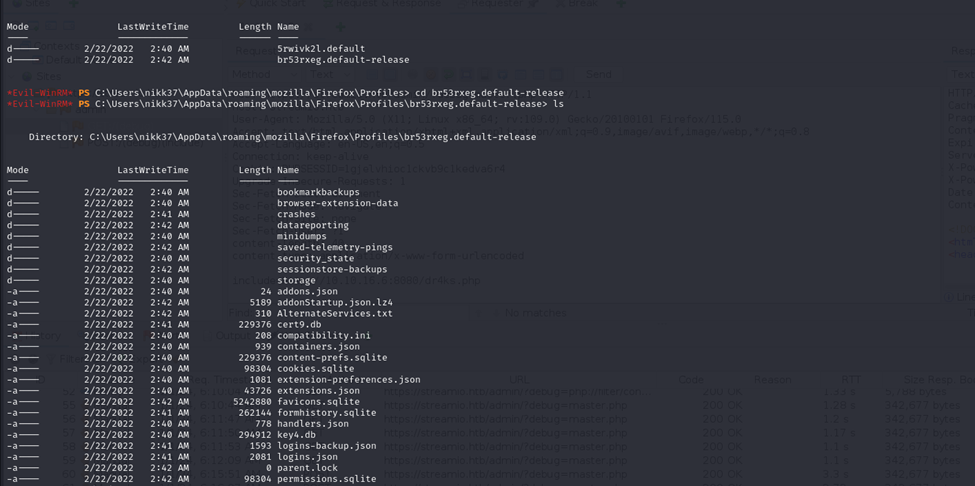 Mode                LastWriteTime         Length Name
d-----        2/22/2022   2:40 AM                5rwivk2l.default
d-----        2/22/2022   2:42 AM                br53rxeg.default-release
*Evil-WinRM* PS C:\Users\nikk37\AppData\roaming\mozilla\Firefox\Profiles> cd br53rxeg.default-release
*Evil-WinRM* PS C:\Users\nikk37\AppData\roaming\mozilla\Firefox\Profiles\br53rxeg.default-release> ls
Directory: C:\Users\nikk37\AppData\roaming\mozilla\Firefox\Profiles\br53rxeg.default-release
Mode                LastWriteTime         Length Name
d-----        2/22/2022   2:40 AM                bookmarkbackups
d-----        2/22/2022   2:40 AM                browser-extension-data
d-----        2/22/2022   2:41 AM                crashes
d-----        2/22/2022   2:42 AM                datareporting
d-----        2/22/2022   2:40 AM                minidumps
d-----        2/22/2022   2:42 AM                saved-telemetry-pings
d-----        2/22/2022   2:40 AM                security_state
d-----        2/22/2022   2:42 AM                sessionstore-backups
d-----        2/22/2022   2:40 AM                storage
-a----        2/22/2022   2:40 AM             24 addons.json
-a----        2/22/2022   2:42 AM           5189 addonStartup.json.lz4
-a----        2/22/2022   2:42 AM            310 AlternateServices.txt
-a----        2/22/2022   2:41 AM         229376 cert9.db
-a----        2/22/2022   2:40 AM            208 compatibility.ini
-a----        2/22/2022   2:40 AM            939 containers.json
-a----        2/22/2022   2:40 AM         229376 content-prefs.sqlite
-a----        2/22/2022   2:40 AM          98304 cookies.sqlite
-a----        2/22/2022   2:40 AM           1081 extension-preferences.json
-a----        2/22/2022   2:40 AM          43726 extensions.json
-a----        2/22/2022   2:42 AM        5242880 favicons.sqlite
-a----        2/22/2022   2:41 AM         262144 formhistory.sqlite
-a----        2/22/2022   2:40 AM            778 handlers.json
-a----        2/22/2022   2:40 AM         294912 key4.db
-a----        2/22/2022   2:41 AM           1593 logins-backup.json
-a----        2/22/2022   2:41 AM           2081 logins.json
-a----        2/22/2022   2:42 AM              0 parent.lock
-a----        2/22/2022   2:42 AM          98304 permissions.sqlite